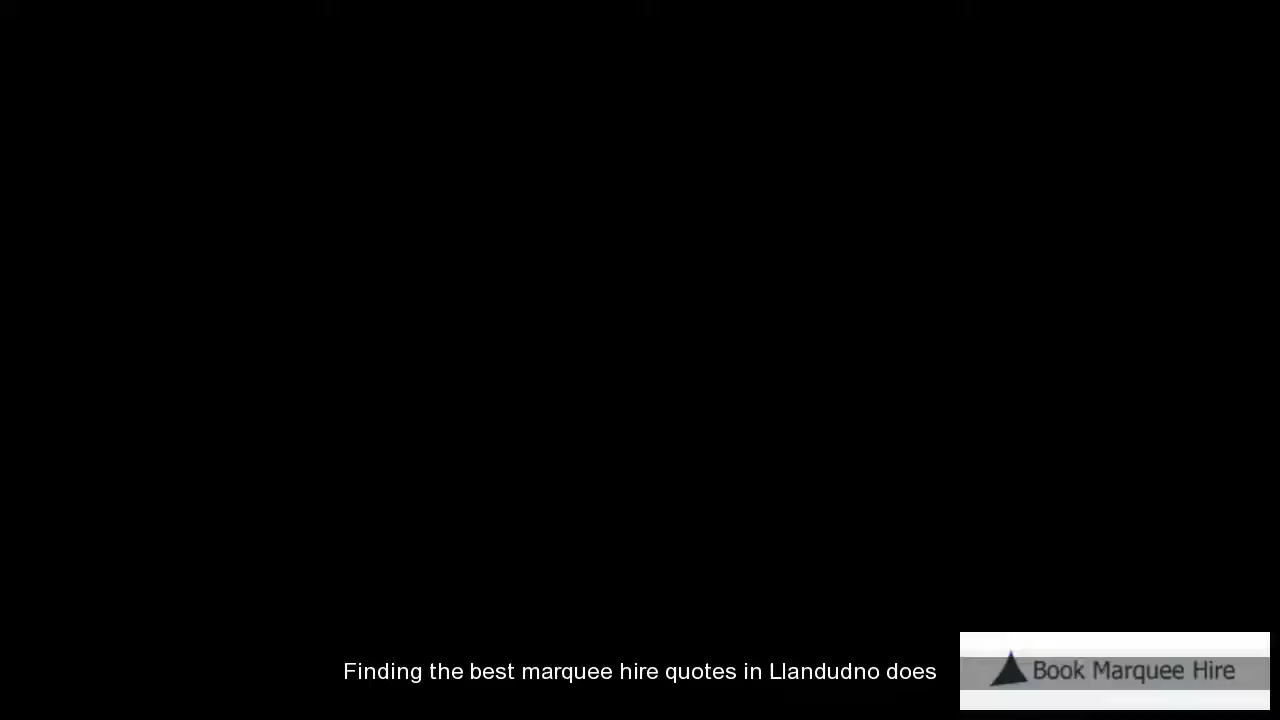 Finding the best marquee hire quotes in Llandudno does
Book Marquee Hire